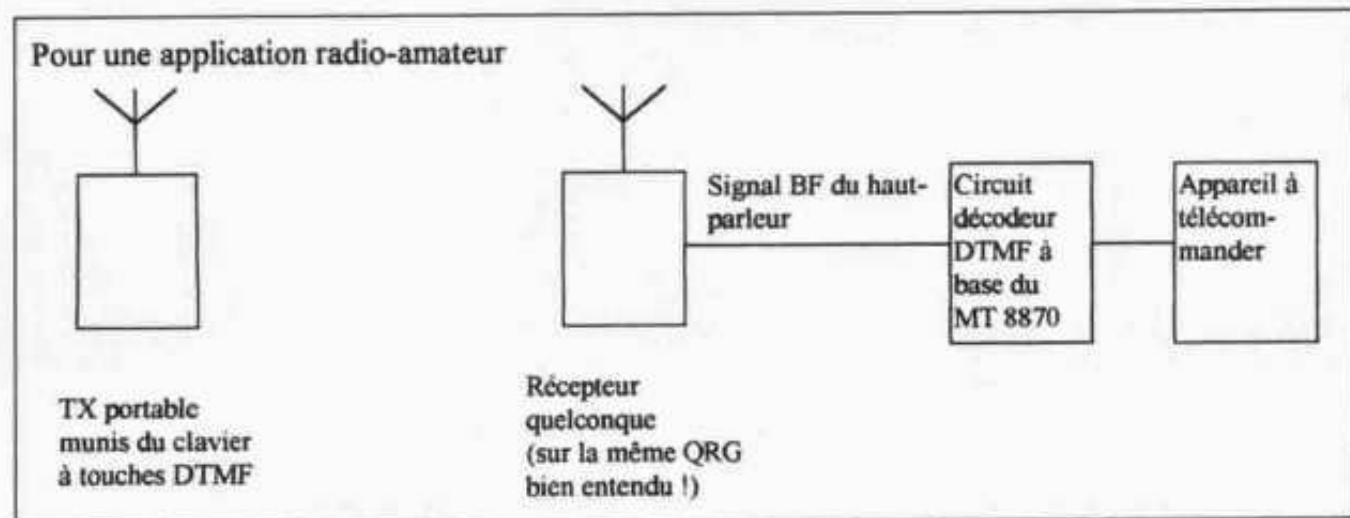 Pour une application radio-amateur
Signal BF du haut-
parleur
Circuit
décodeur
DTMF à
base du
MT 8870
Appareil à
télécom-
mander
TX portable
munis du clavier
à touches DTMF
Récepteur
quelconque
(sur la même QRG
bien entendu !)